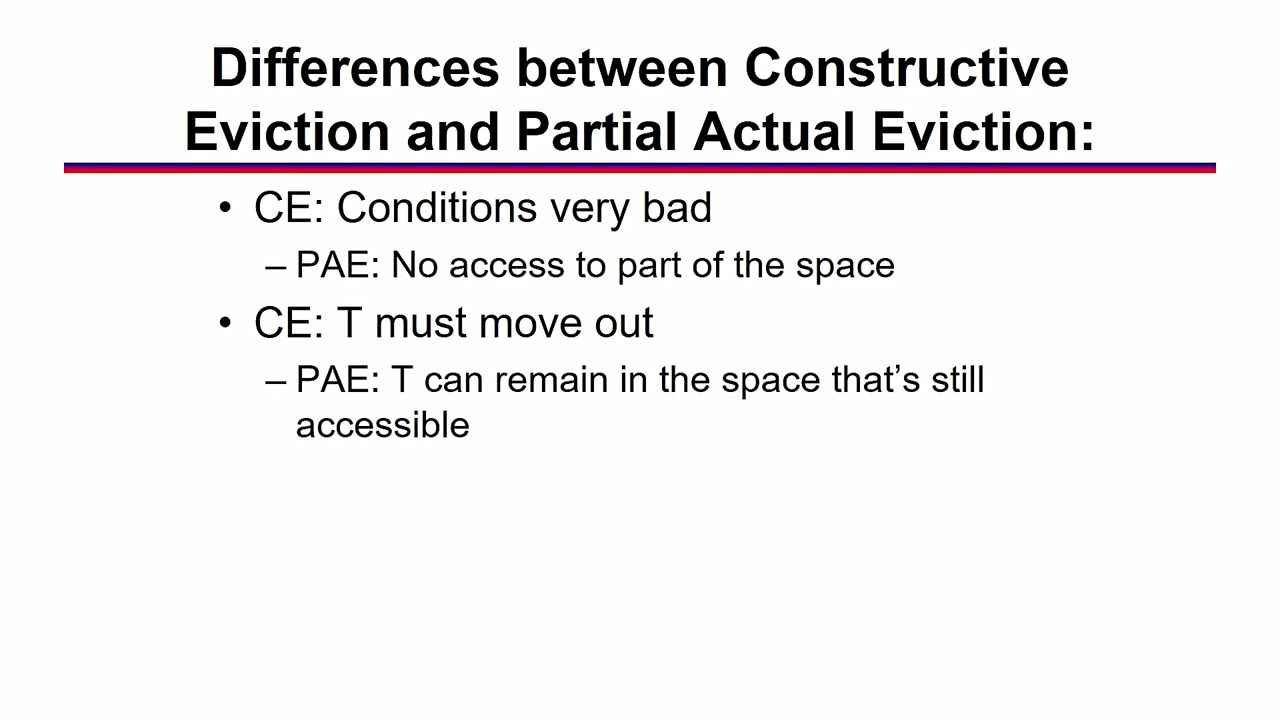 Differences between Constructive
Eviction and Partial Actual Eviction:
• CE: Conditions very bad
– PAE: No access to part of the space
• CE: T must move out
– PAE: T can remain in the space that’s still
accessible